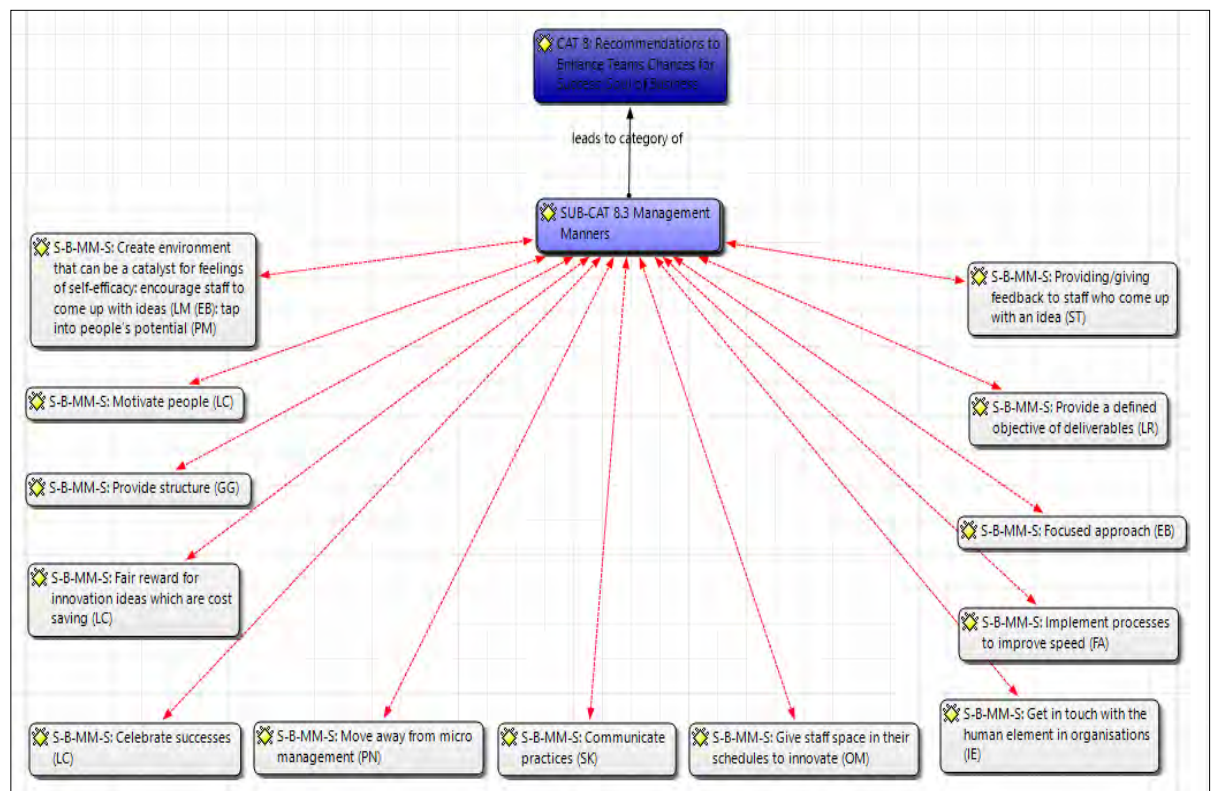 CAT 8: Recommendations to
Enhance Teams Chances for
Success Goal of Business
leads to category of
SUB-CAT 8.3 Management
Manners
S-B-MM-S: Create environment
that can be a catalyst for feelings
of self-efficacy: encourage staff to
come up with ideas (LM (EB): tap
into people's potential (PM)
S-B-MM-S: Providing/giving
feedback to staff who come up
with an idea (ST)
S-B-MM-S: Motivate people (LC)
S-B-MM-S: Provide a defined
objective of deliverables (LR)
S-B-MM-S: Provide structure (GG)
S-B-MM-S: Focused approach (EB)
S-B-MM-S: Fair reward for
innovation ideas which are cost
saving (LC)
S-B-MM-S: Implement processes
to improve speed (FA)
S-B-MM-S: Celebrate successes
(LC)
S-B-MM-S: Move away from micro
management (PN)
S-B-MM-S: Communicate
practices (SK)
S-B-MM-S: Give staff space in their
schedules to innovate (OM)
S-B-MM-S: Get in touch with the
human element in organisations
(IE)